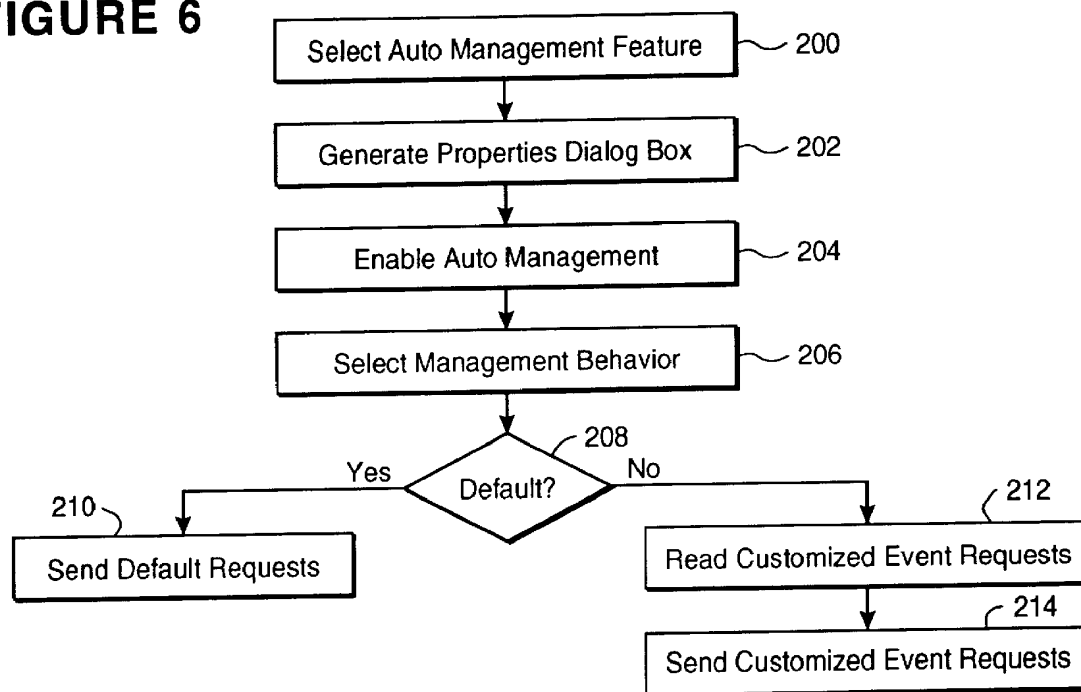 FIGURE 6
Select Auto Management Feature
200
Generate Properties Dialog Box
202
Enable Auto Management
204
Select Management Behavior
206
208
Yes
Default?
No
210
Send Default Requests
212
Read Customized Event Requests
214
Send Customized Event Requests